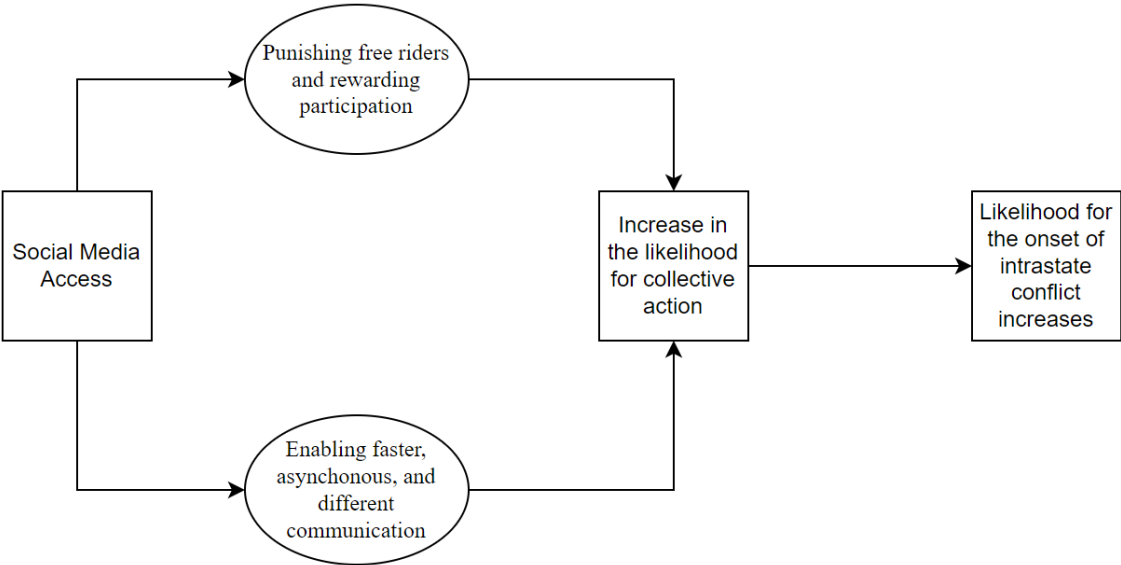 Punishing free riders
and rewarding
participation
Social Media
Access
Increase in
the likelihood
for collective
action
Likelihood for
the onset of
intrastate
conflict
increases
Enabling faster,
asynchonous, and
different
communication